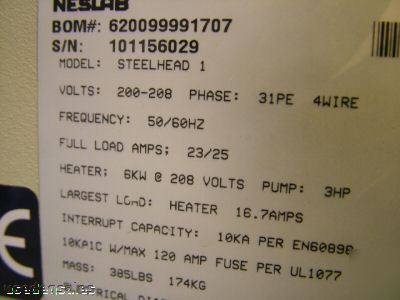 NESLAB
BOM#: 620099991707
S/N: 101156029
MODEL: STEELHEAD 1
VOLTS: 200-208 PHASE: 31PE 4WIRE
FREQUENCY: 50/60HZ
FULL LOAD AMPS; 23/25
HEATER; 6KW @ 208 VOLTS PUMP: 3HP
LARGEST LOAD: HEATER 16.7AMPS
INTERRUPT CAPACITY: 10KA PER EN60898
10KA1C W/MAX 120 AMP FUSE PER UL1077
MASS: 385LBS 174KG
CE